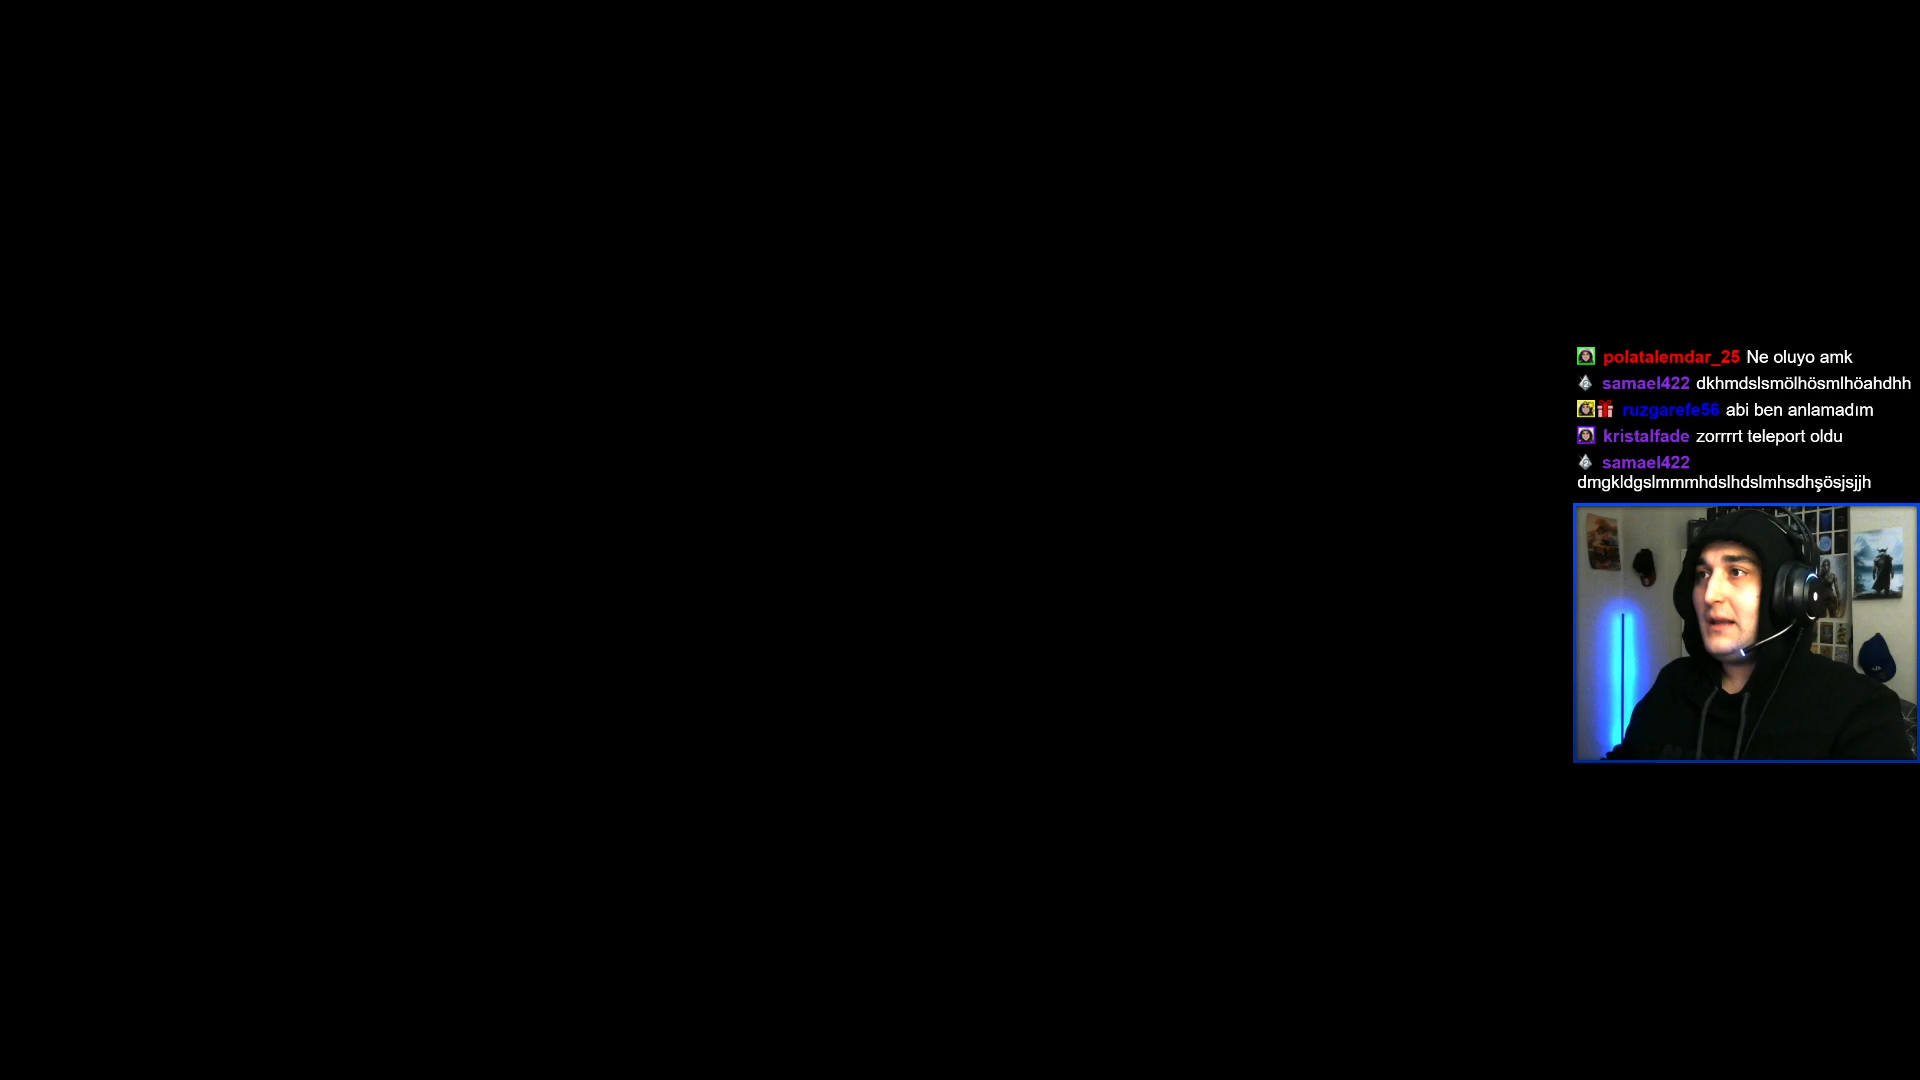 polatalemdar_25 Ne oluyo amk
samael422 dkhmdslsmölhösmlhöahdhh
ruzgarefe56 abi ben anlamadım
kristalfade zorrrrt teleport oldu
samael422
dmgkldgslmmmhdslhdslmhsdhşösjsjjh